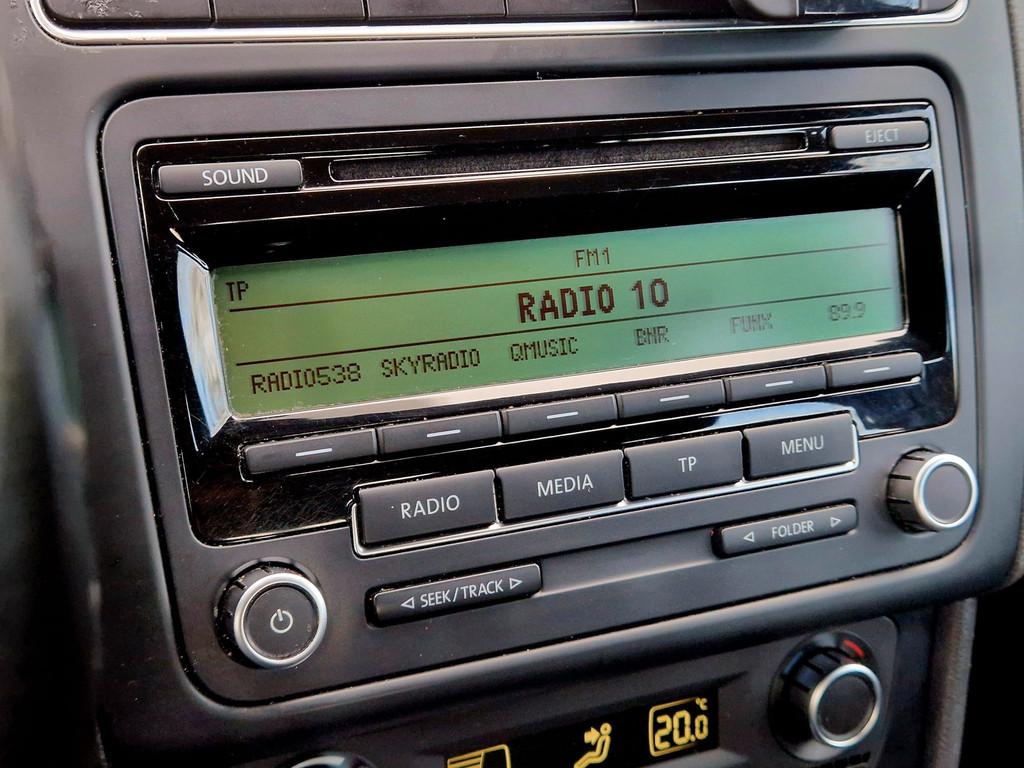 SOUND
EJECT
FM1
TP
RADIO 10
RADIO538 SKYRADIO QMUSIC BNR FUNX 89.9
RADIO MEDIA TP MENU
SEEK / TRACK
FOLDER
20.0 °C